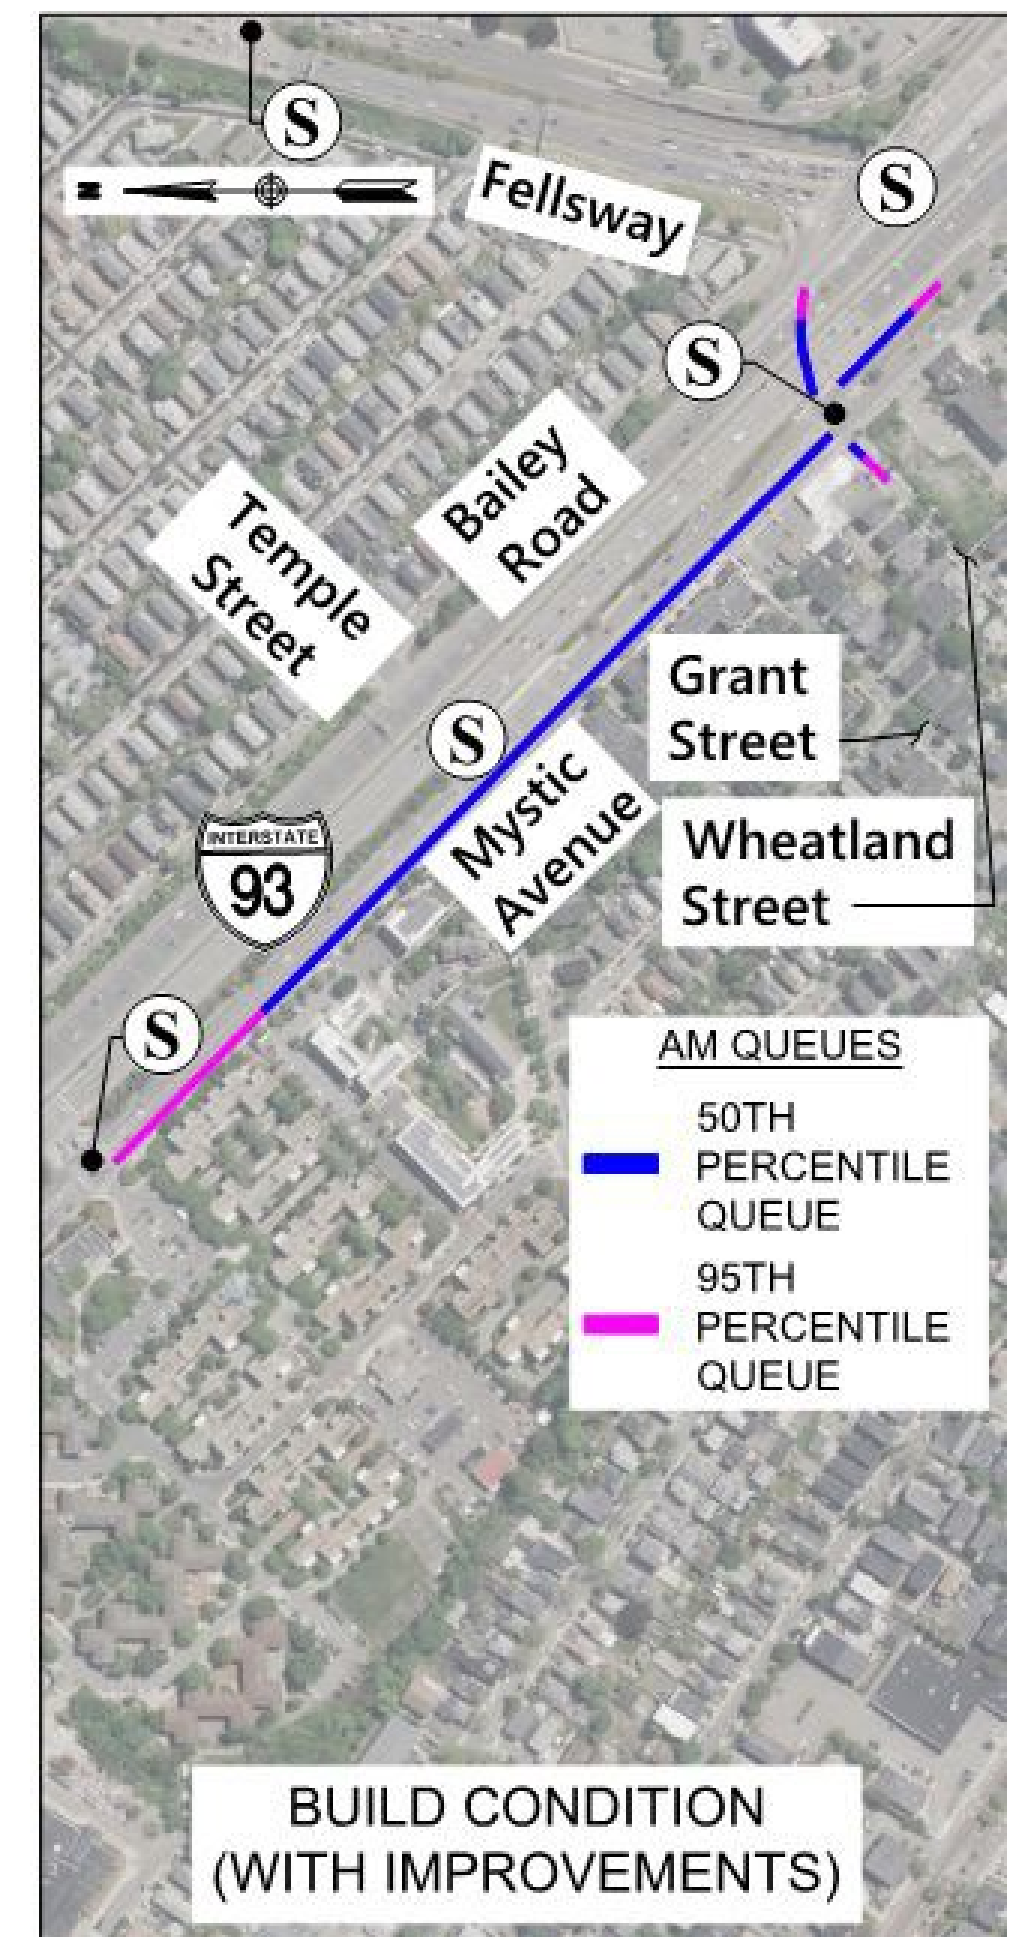 S
N
Fellsway
S
S
Bailey
Road
Temple
Street
Grant
Street
S
Mystic
Avenue
INTERSTATE
93
Wheatland
Street
S
AM QUEUES
50TH
PERCENTILE
QUEUE
95TH
PERCENTILE
QUEUE
BUILD CONDITION
(WITH IMPROVEMENTS)